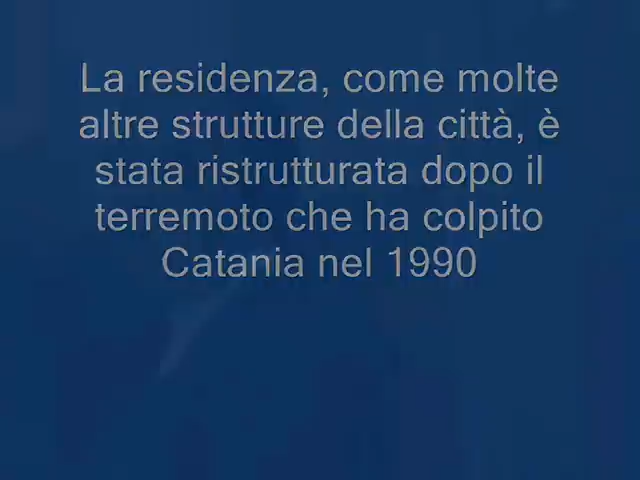 La residenza, come molte
altre strutture della città, è
stata ristrutturata dopo il
terremoto che ha colpito
Catania nel 1990